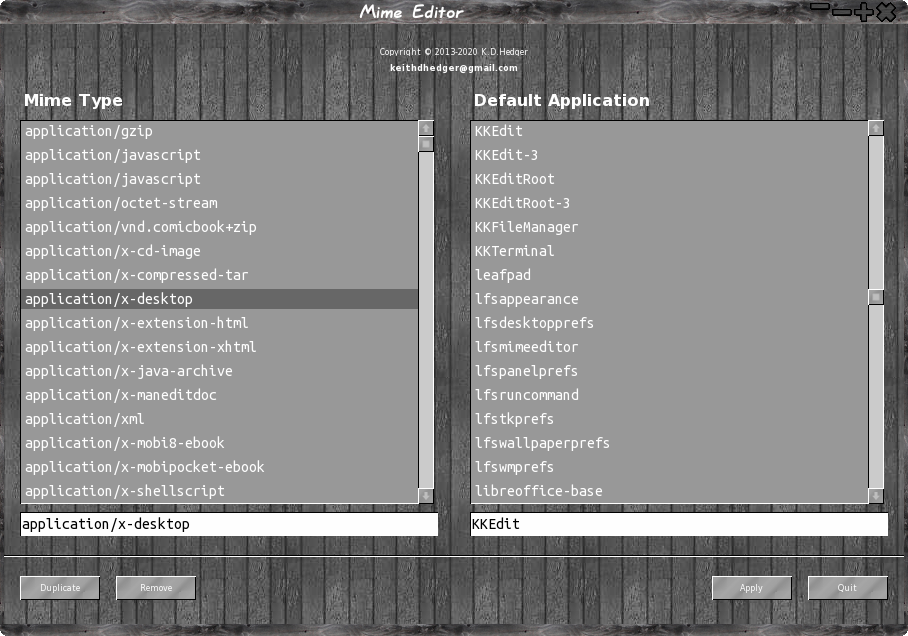 Mime Editor
Copyright © 2013-2020 K.D.Hedger
keithdhedger@gmail.com
Mime Type
application/gzip
application/javascript
application/javascript
application/octet-stream
application/vnd.comicbook+zip
application/x-cd-image
application/x-compressed-tar
application/x-desktop
application/x-extension-html
application/x-extension-xhtml
application/x-java-archive
application/x-maneditdoc
application/xml
application/x-mobi8-ebook
application/x-mobipocket-ebook
application/x-shellscript
application/x-desktop
Default Application
KKEdit
KKEdit-3
KKEditRoot
KKEditRoot-3
KKFileManager
KKTerminal
leafpad
lfsappearance
lfsdesktopprefs
lfsmimeeditor
lfspanelprefs
lfsruncommand
lfstkprefs
lfswallpaperprefs
lfswmprefs
libreoffice-base
KKEdit
Duplicate
Remove
Apply
Quit